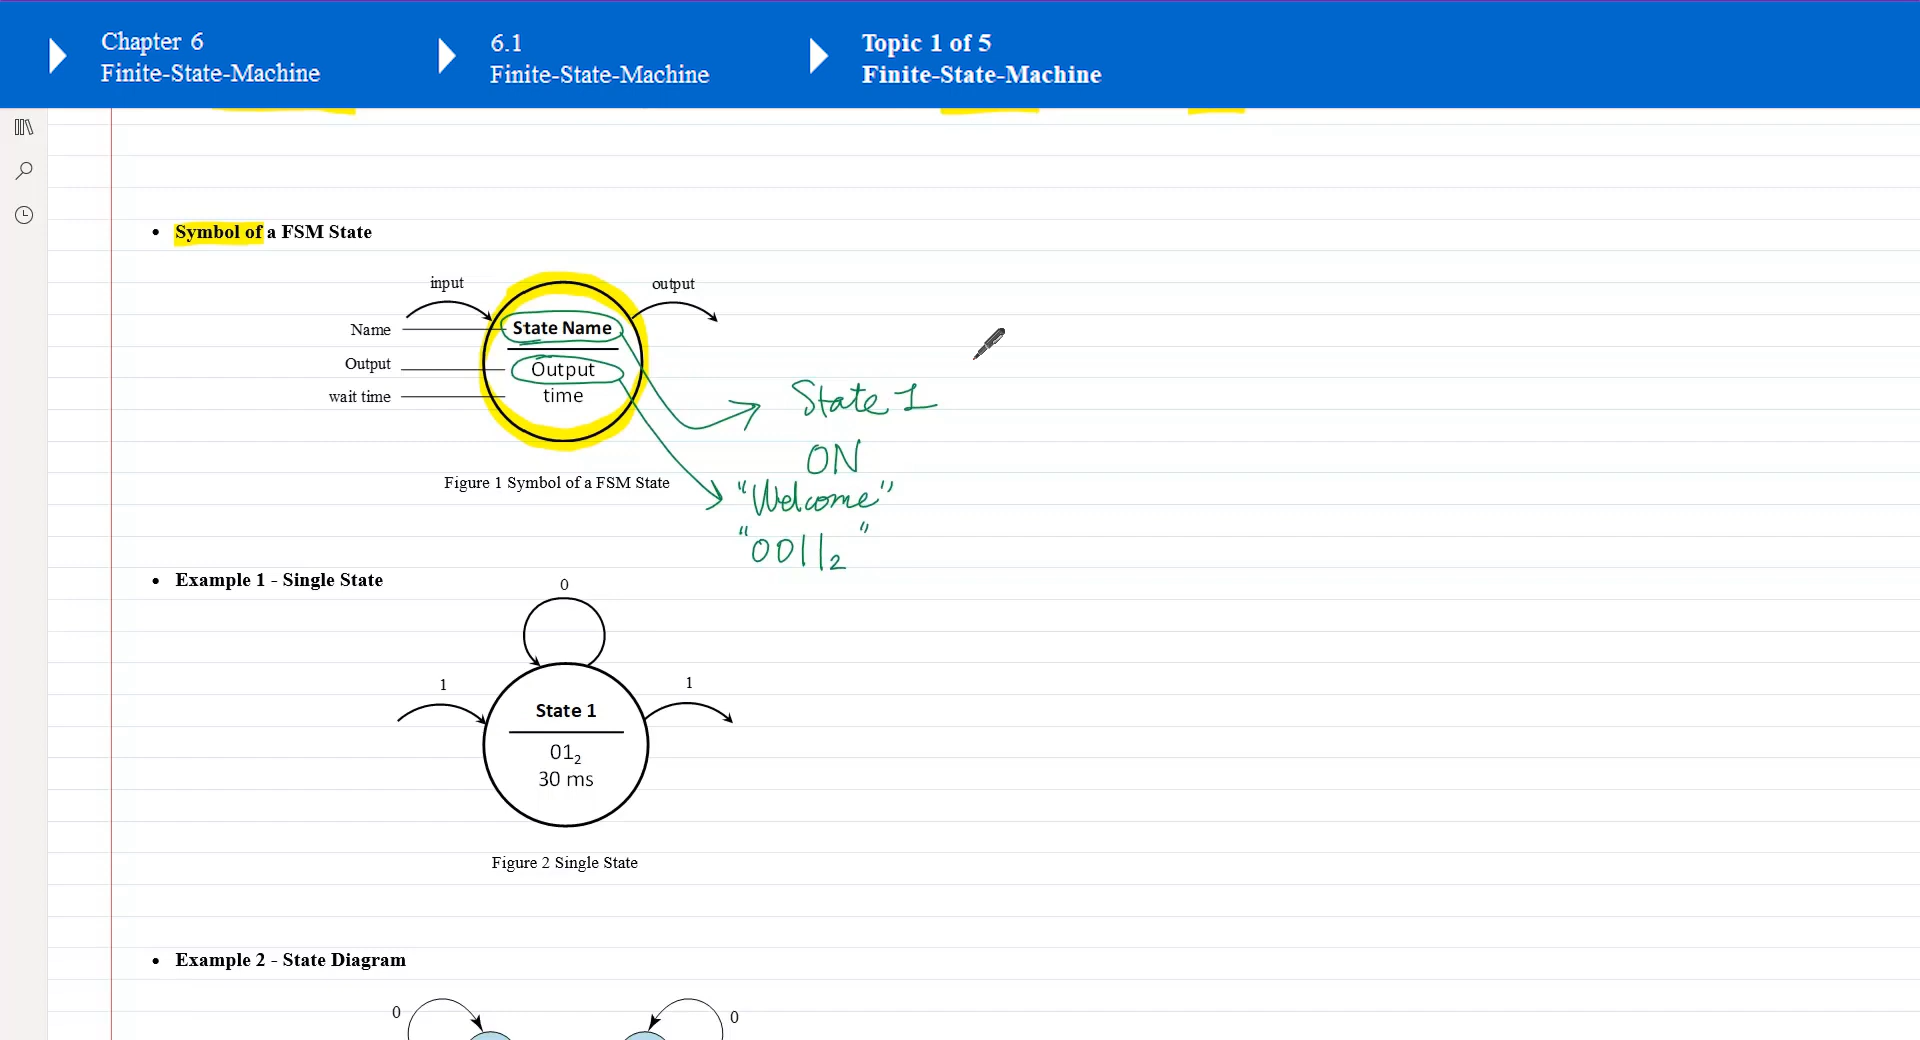 Chapter 6
Finite-State-Machine
6.1
Finite-State-Machine
Topic 1 of 5
Finite-State-Machine
• Symbol of a FSM State
input
output
Name
State Name
Output
Output
wait time
time
State 1
ON
"Welcome"
"0011₂"
Figure 1 Symbol of a FSM State
• Example 1 - Single State
0
1
1
State 1
01₂
30 ms
Figure 2 Single State
• Example 2 - State Diagram
0
0